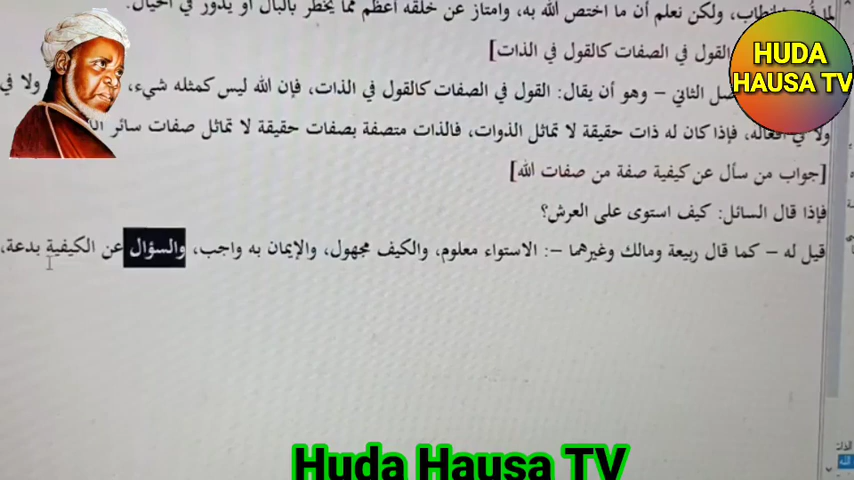 انطاب، ولكن نعلم أن ما اختص الله به، وامتاز عن خلقه أعظم مما يخطر بالبال أو يدور في الخيال.
القول في الصفات كالقول في الذات]
الثاني – وهو أن يقال: القول في الصفات كالقول في الذات، فإن الله ليس كمثله شيء، ولا في
ولا في أفعاله، فإذا كان له ذات حقيقة لا تماثل الذوات، فالذات متصفة بصفات حقيقة لا تماثل صفات سائر
[جواب من سأل عن كيفية صفة من صفات الله]
فإذا قال السائل: كيف استوى على العرش؟
قيل له – كما قال ربيعة ومالك وغيرهما –: الاستواء معلوم، والكيف مجهول، والإيمان به واجب، والسؤال عن الكيفية بدعة،
HUDA
HAUSA TV
Huda Hausa TV